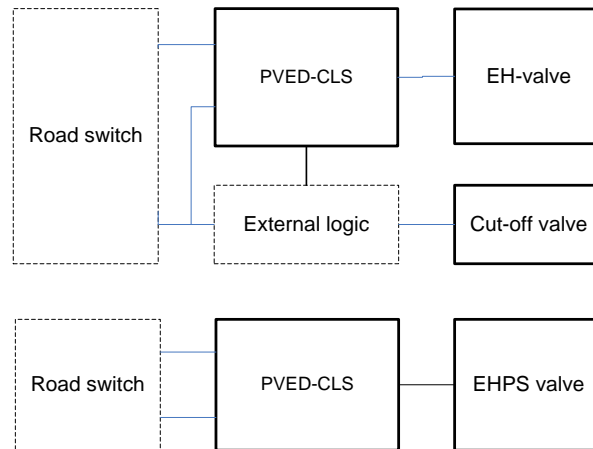 PVED-CLS
EH-valve
Road switch
External logic
Cut-off valve
Road switch
PVED-CLS
EHPS valve